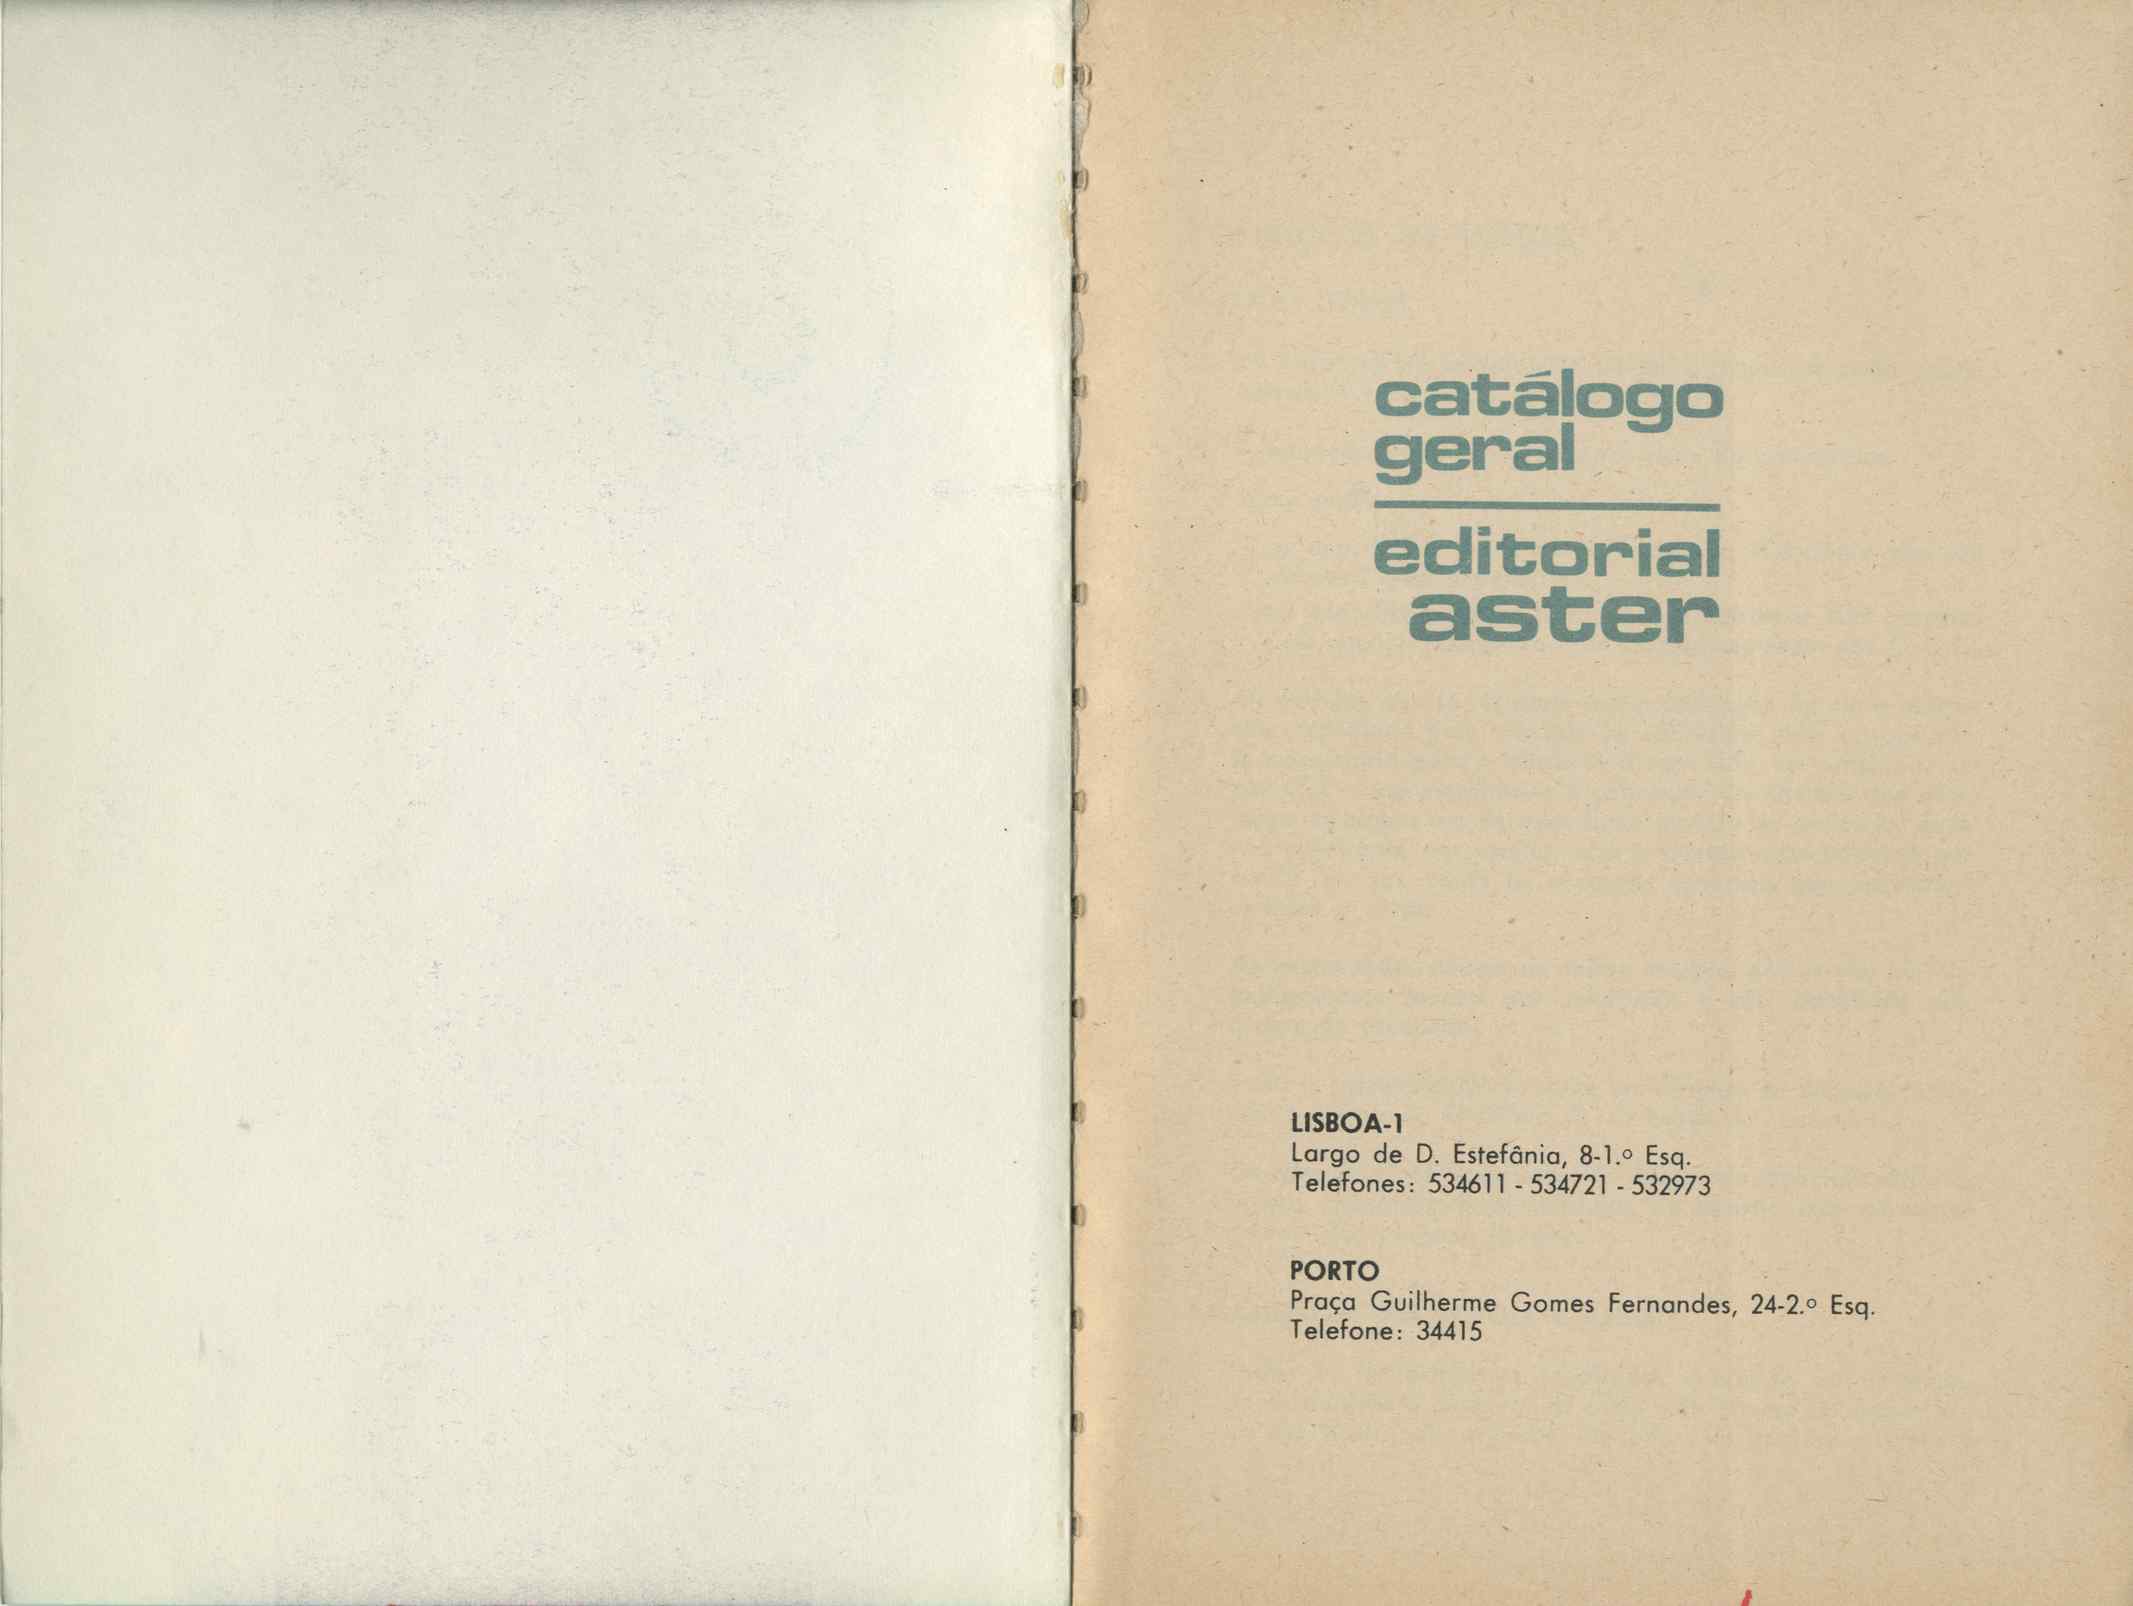 catálogo
geral
editorial
aster
LISBOA-1
Largo de D. Estefânia, 8-1.º Esq.
Telefones: 534611 - 534721 - 532973
PORTO
Praça Guilherme Gomes Fernandes, 24-2.º Esq.
Telefone: 34415